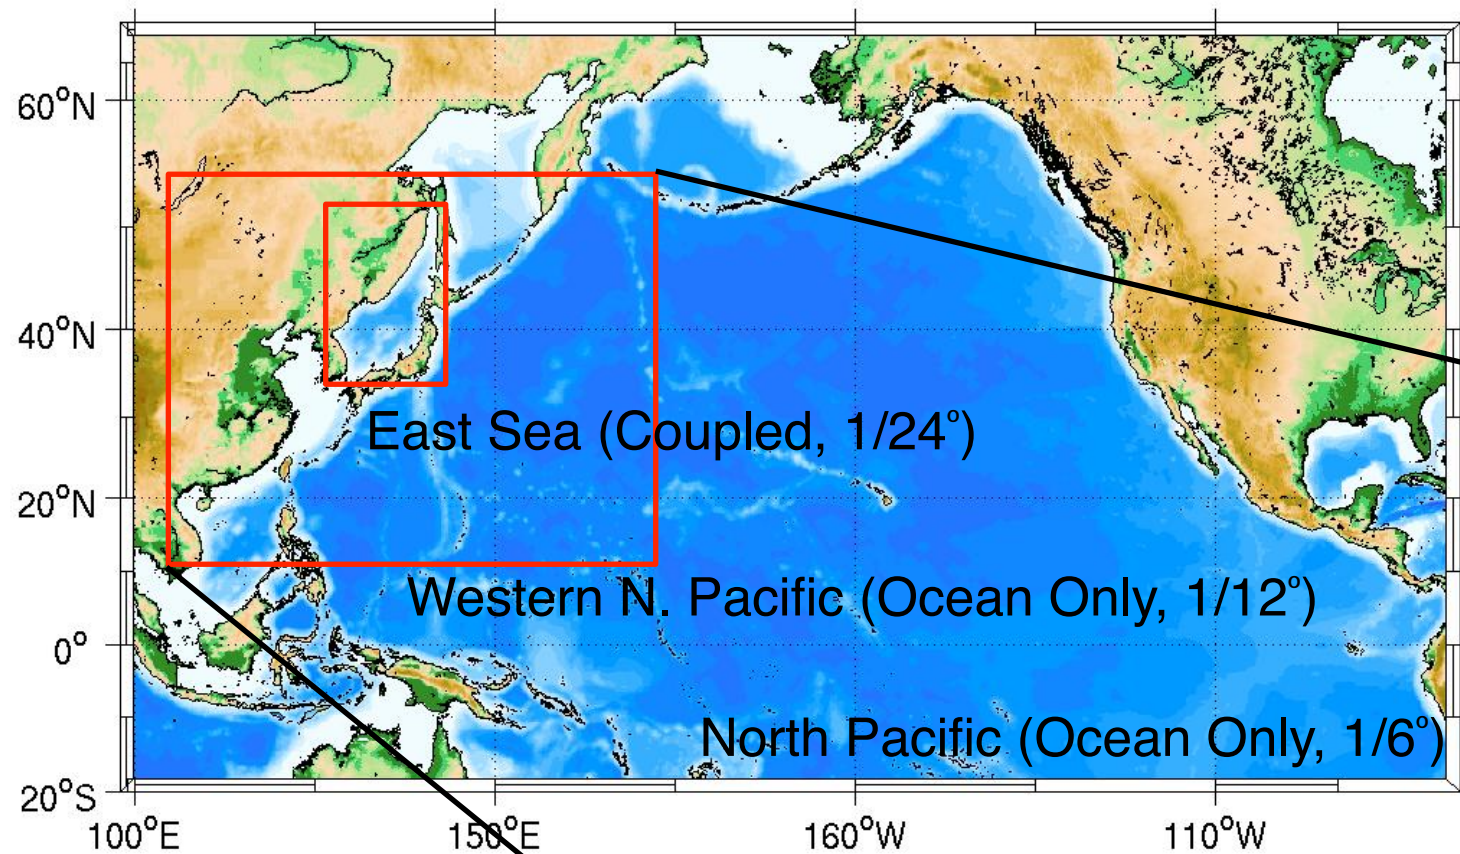 60°N
40°N
20°N
0°
20°S
East Sea (Coupled, 1/24°)
Western N. Pacific (Ocean Only, 1/12°)
North Pacific (Ocean Only, 1/6°)
100°E 150°E 160°W 110°W